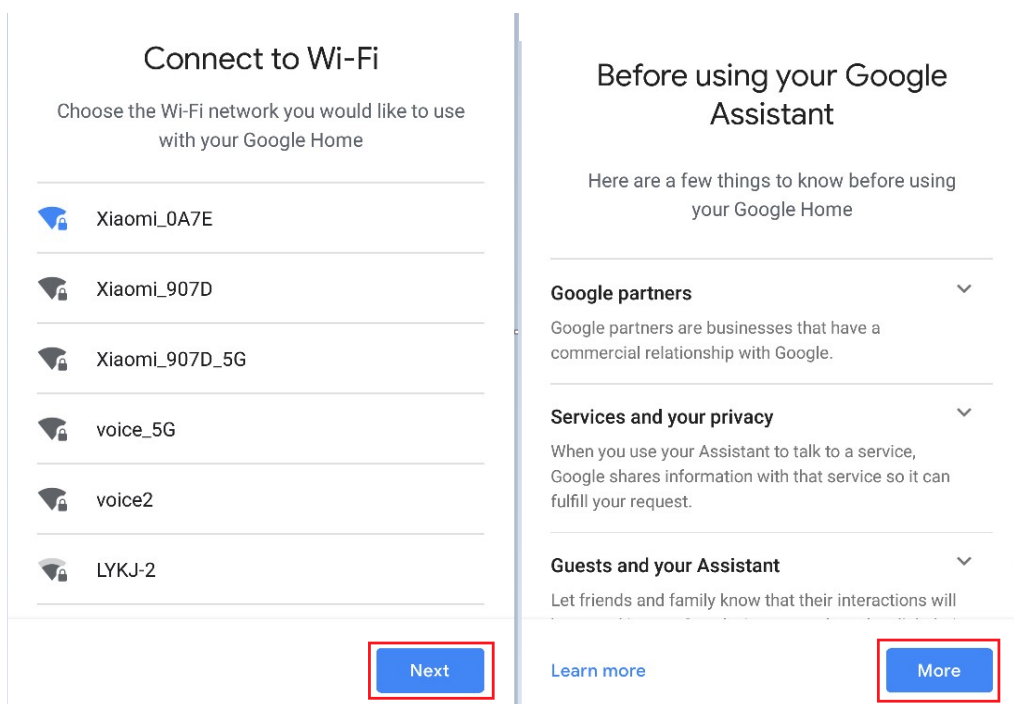 Connect to Wi-Fi
Choose the Wi-Fi network you would like to use
with your Google Home
Xiaomi_0A7E
Xiaomi_907D
Xiaomi_907D_5G
voice_5G
voice2
LYKJ-2
Next
Before using your Google
Assistant
Here are a few things to know before using
your Google Home
Google partners
Google partners are businesses that have a
commercial relationship with Google.
Services and your privacy
When you use your Assistant to talk to a service,
Google shares information with that service so it can
fulfill your request.
Guests and your Assistant
Let friends and family know that their interactions will
Learn more
More